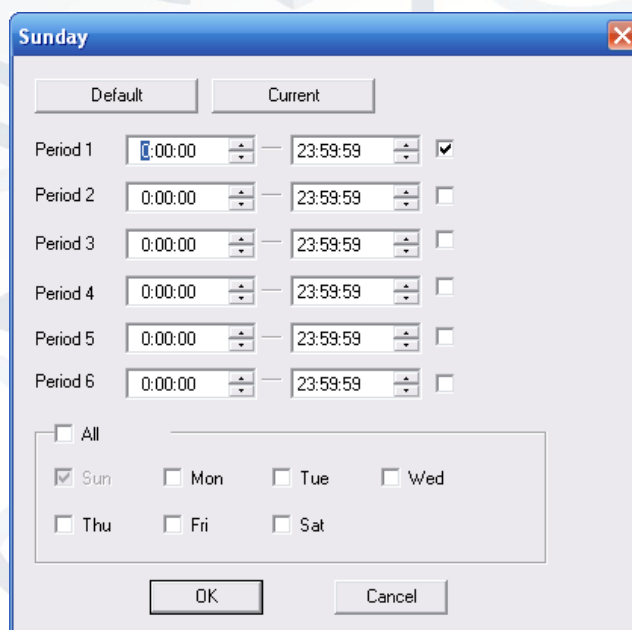 Sunday
Default Current
Period 1 0:00:00 — 23:59:59
Period 2 0:00:00 — 23:59:59
Period 3 0:00:00 — 23:59:59
Period 4 0:00:00 — 23:59:59
Period 5 0:00:00 — 23:59:59
Period 6 0:00:00 — 23:59:59
All
Sun Mon Tue Wed
Thu Fri Sat
OK Cancel